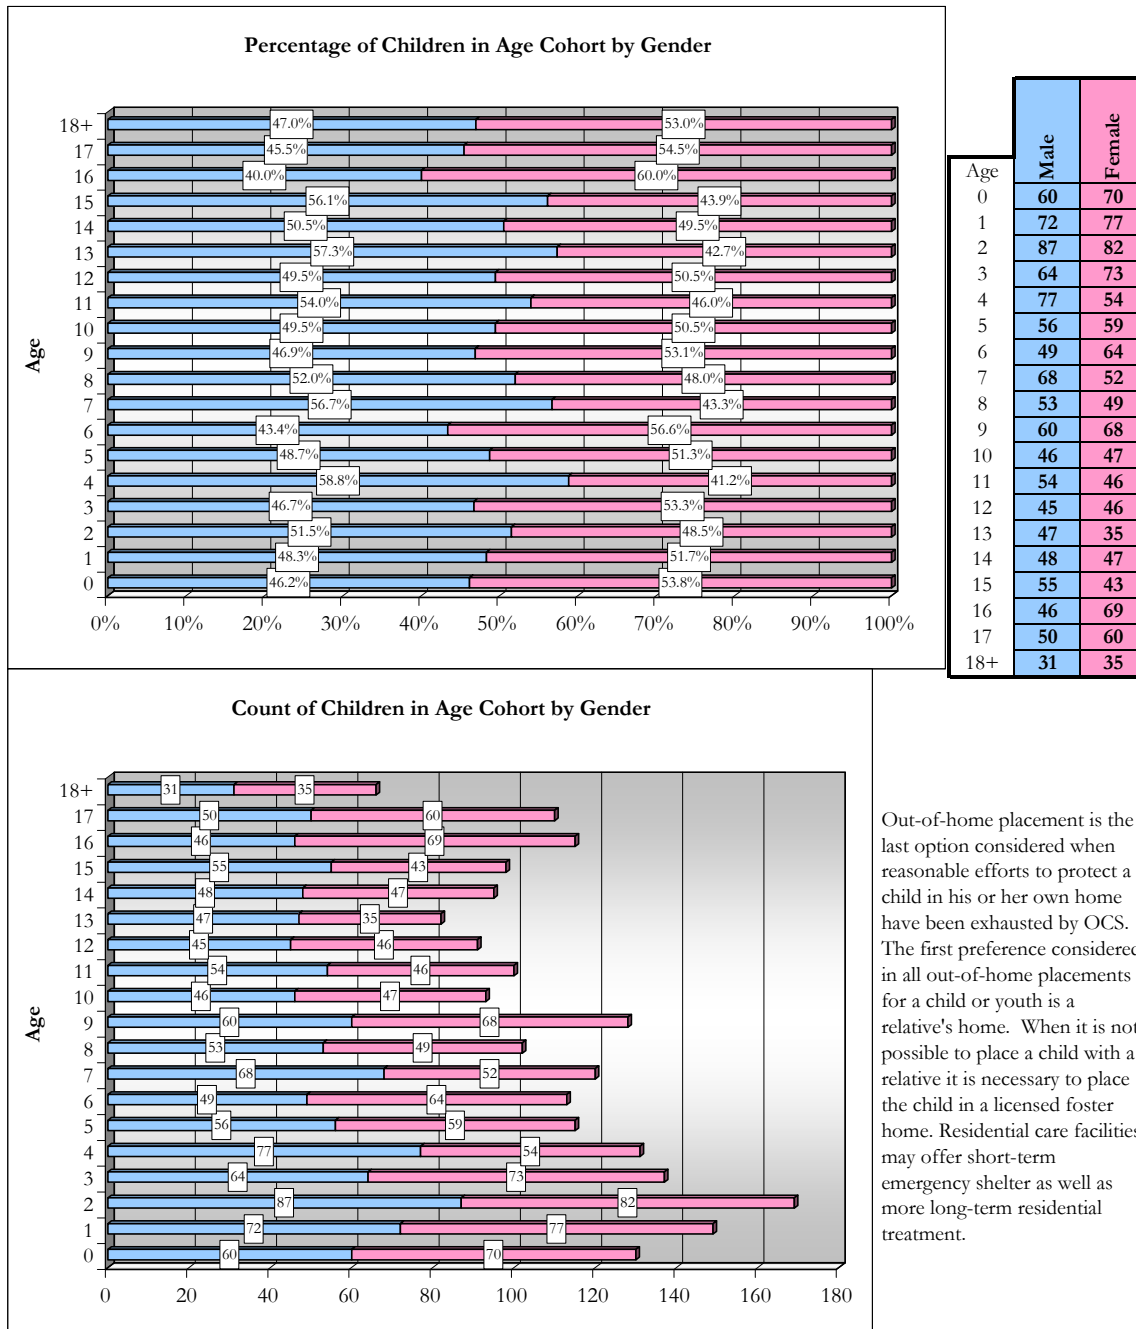 Percentage of Children in Age Cohort by Gender
Age
18+ 47.0% 53.0%
17 45.5% 54.5%
16 40.0% 60.0%
15 56.1% 43.9%
14 50.5% 49.5%
13 57.3% 42.7%
12 49.5% 50.5%
11 54.0% 46.0%
10 49.5% 50.5%
9 46.9% 53.1%
8 52.0% 48.0%
7 56.7% 43.3%
6 43.4% 56.6%
5 48.7% 51.3%
4 58.8% 41.2%
3 46.7% 53.3%
2 51.5% 48.5%
1 48.3% 51.7%
0 46.2% 53.8%
0% 10% 20% 30% 40% 50% 60% 70% 80% 90% 100%
Age Male Female
0 60 70
1 72 77
2 87 82
3 64 73
4 77 54
5 56 59
6 49 64
7 68 52
8 53 49
9 60 68
10 46 47
11 54 46
12 45 46
13 47 35
14 48 47
15 55 43
16 46 69
17 50 60
18+ 31 35
Count of Children in Age Cohort by Gender
Age
18+ 31 35
17 50 60
16 46 69
15 55 43
14 48 47
13 47 35
12 45 46
11 54 46
10 46 47
9 60 68
8 53 49
7 68 52
6 49 64
5 56 59
4 77 54
3 64 73
2 87 82
1 72 77
0 60 70
0 20 40 60 80 100 120 140 160 180
Out-of-home placement is the
last option considered when
reasonable efforts to protect a
child in his or her own home
have been exhausted by OCS.
The first preference considered
in all out-of-home placements
for a child or youth is a
relative's home. When it is not
possible to place a child with a
relative it is necessary to place
the child in a licensed foster
home. Residential care facilities
may offer short-term
emergency shelter as well as
more long-term residential
treatment.